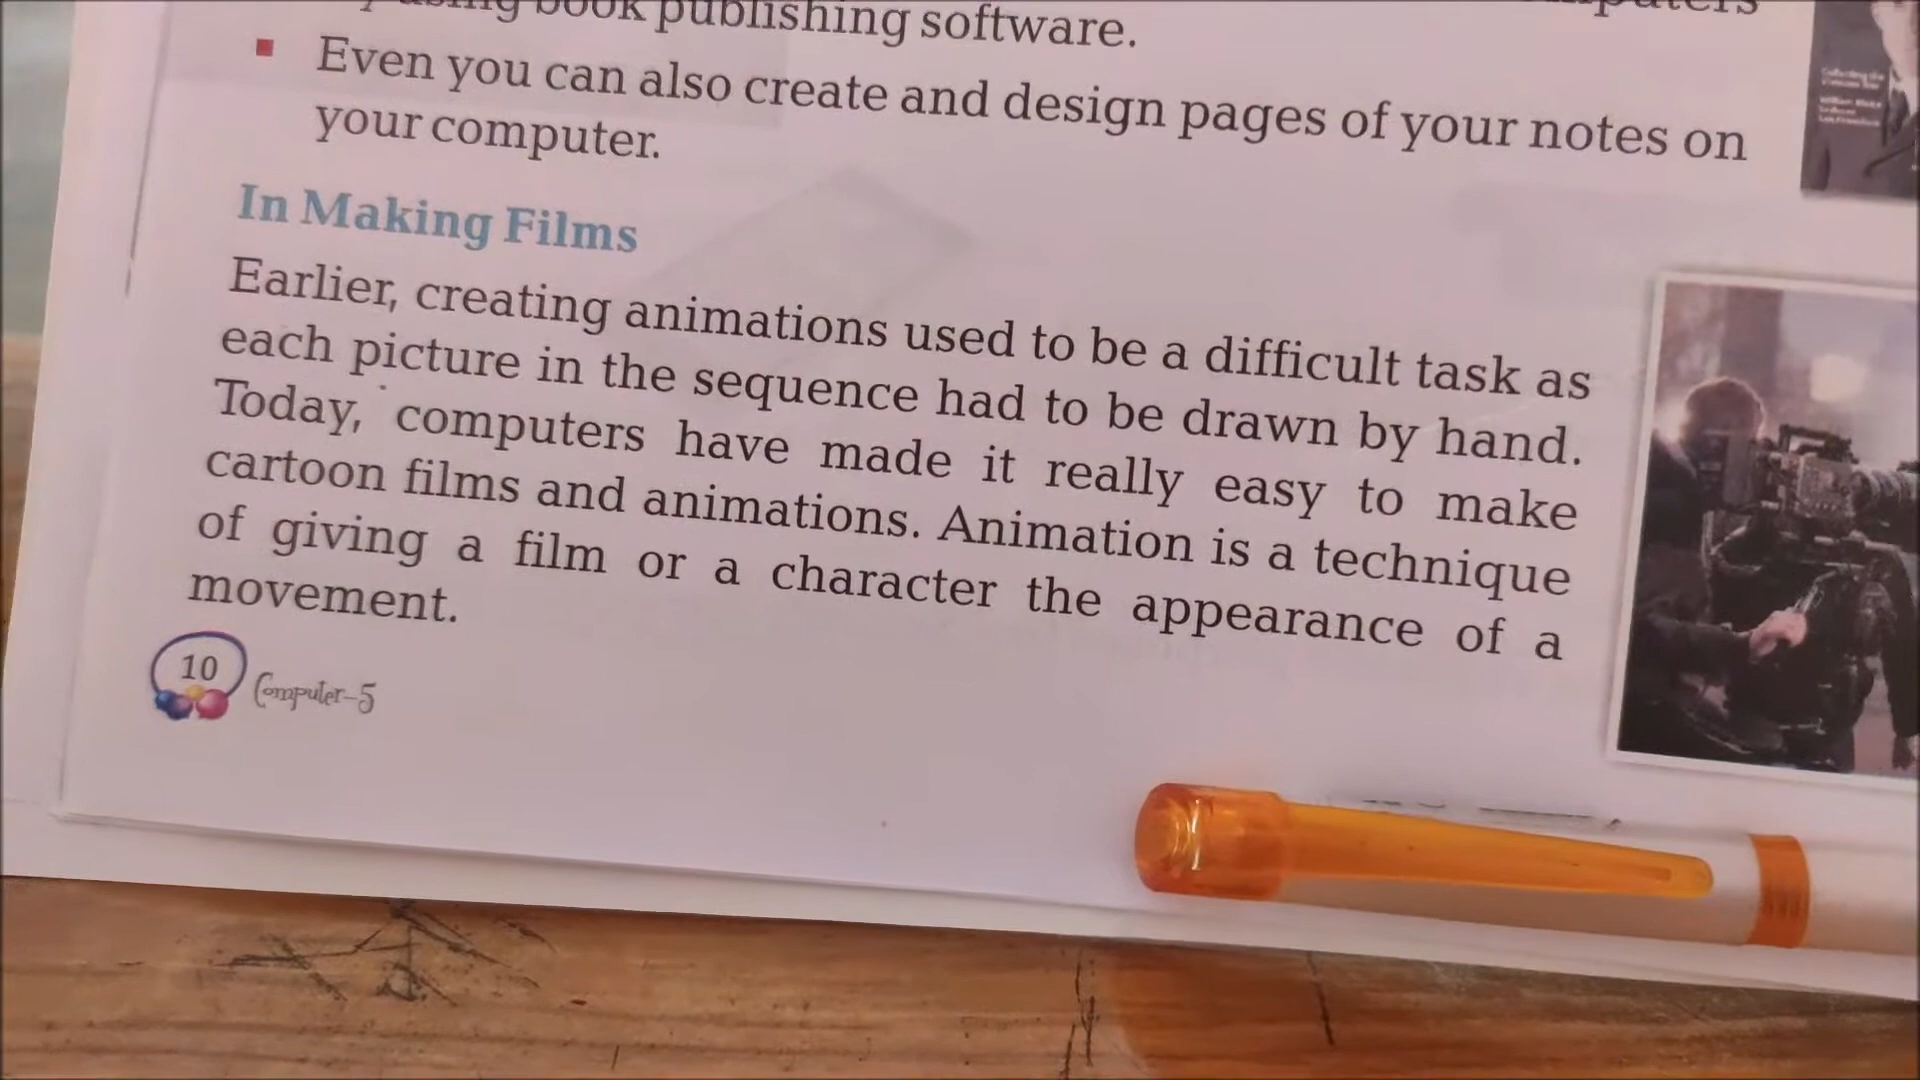 book publishing software.
Even you can also create and design pages of your notes on
your computer.
In Making Films
Earlier, creating animations used to be a difficult task as
each picture in the sequence had to be drawn by hand.
Today, computers have made it really easy to make
cartoon films and animations. Animation is a technique
of giving a film or a character the appearance of a
movement.
10
Computer-5